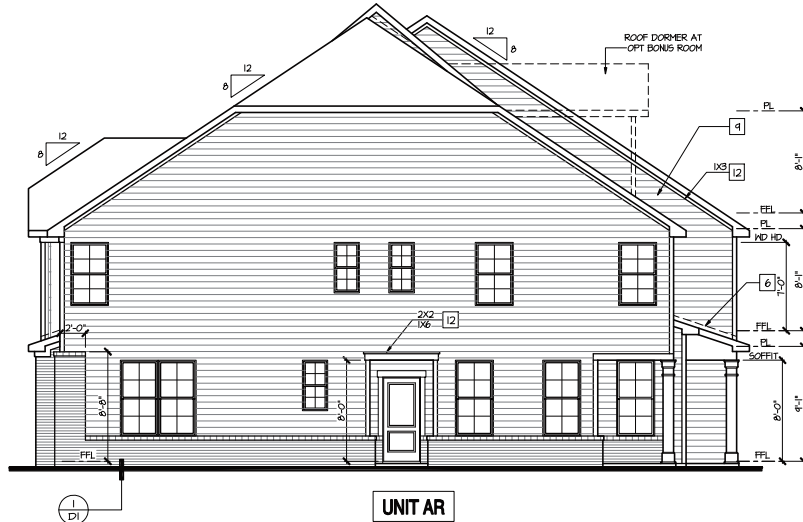 ROOF DORMER AT
OPT BONUS ROOM
12
8
12
8
12
8
PL
9
8'-1"
1X3 12
FFL
PL
WD HD
6
7'-0"
8'-1"
2X2
1X6
12
2'-0"
FFL
PL
SOFFIT
8'-8"
8'-0"
8'-0"
9'-1"
FFL
FFL
1
D1
UNIT AR